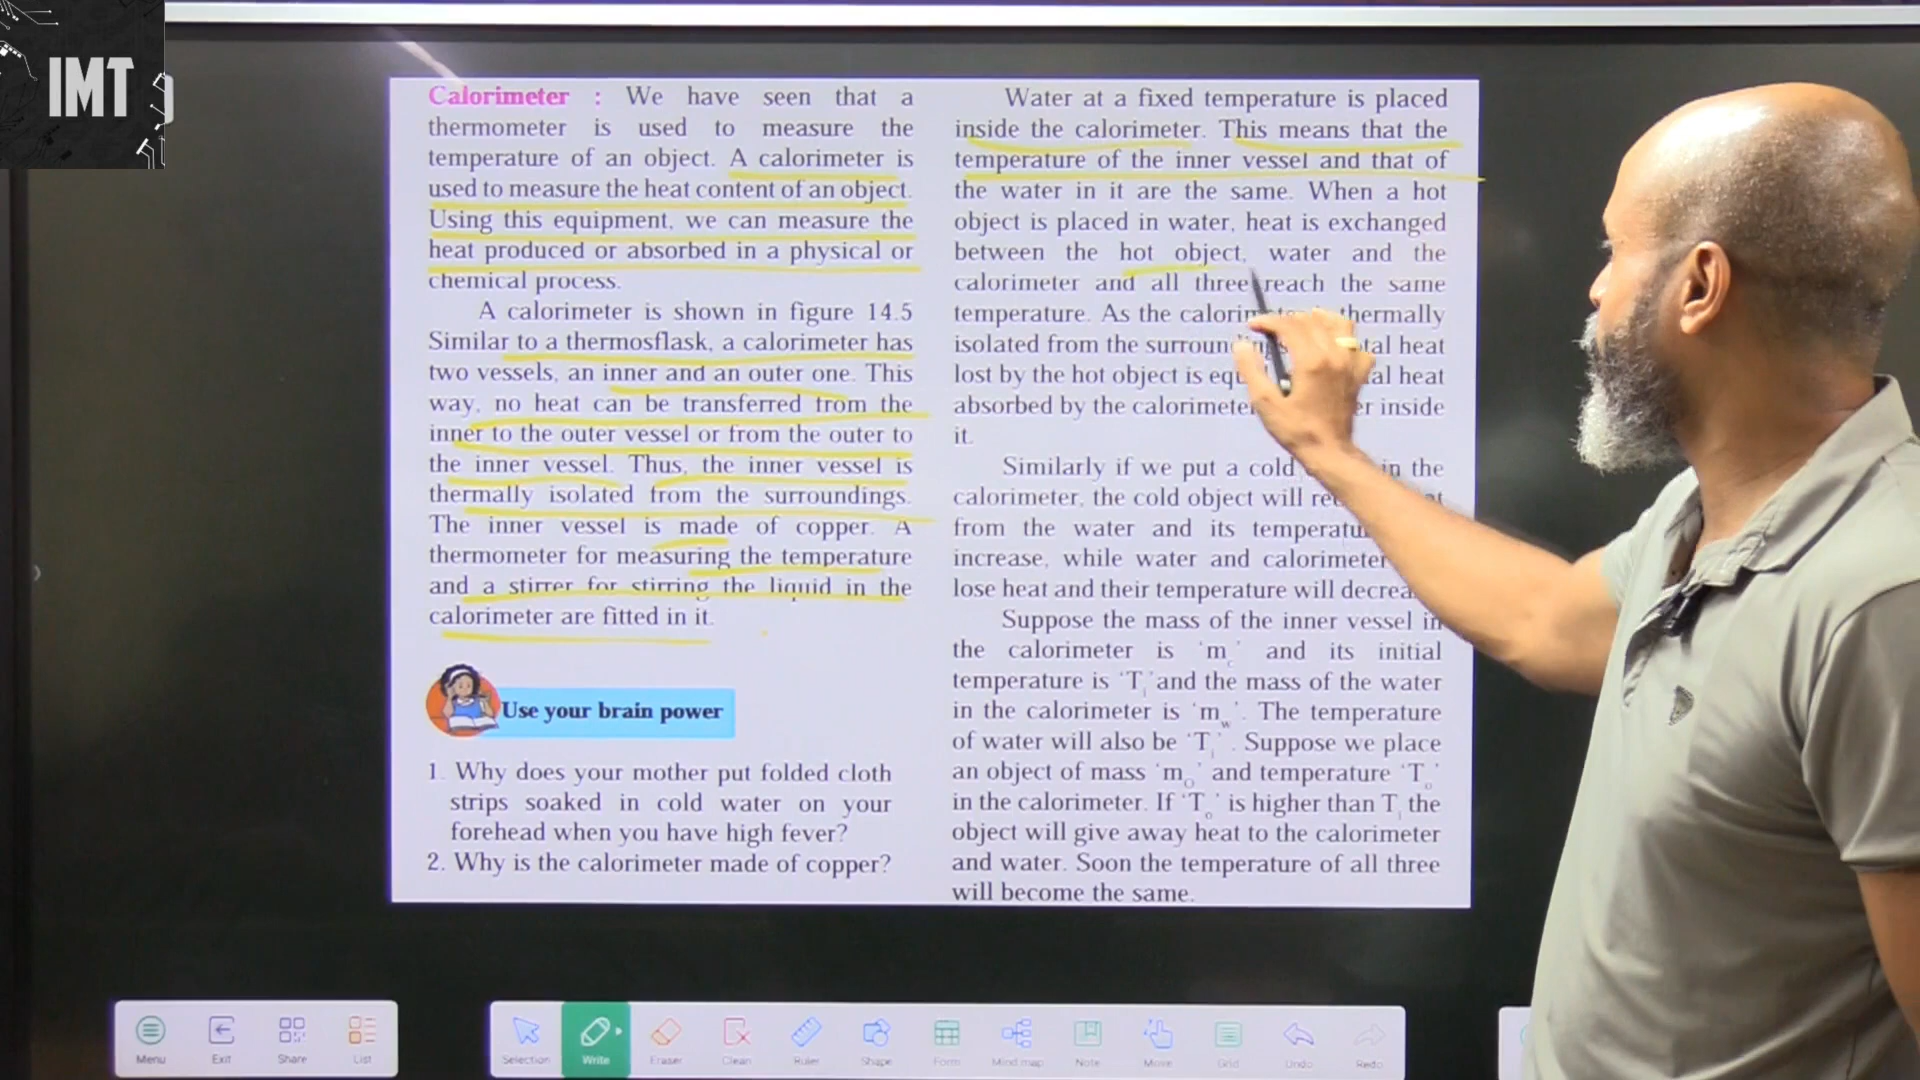 IMT
Calorimeter : We have seen that a
thermometer is used to measure the
temperature of an object. A calorimeter is
used to measure the heat content of an object.
Using this equipment, we can measure the
heat produced or absorbed in a physical or
chemical process.
A calorimeter is shown in figure 14.5
Similar to a thermosflask, a calorimeter has
two vessels, an inner and an outer one. This
way, no heat can be transferred from the
inner to the outer vessel or from the outer to
the inner vessel. Thus, the inner vessel is
thermally isolated from the surroundings.
The inner vessel is made of copper. A
thermometer for measuring the temperature
and a stirrer for stirring the liquid in the
calorimeter are fitted in it.
Use your brain power
1. Why does your mother put folded cloth
strips soaked in cold water on your
forehead when you have high fever?
2. Why is the calorimeter made of copper?
Water at a fixed temperature is placed
inside the calorimeter. This means that the
temperature of the inner vessel and that of
the water in it are the same. When a hot
object is placed in water, heat is exchanged
between the hot object, water and the
calorimeter and all three reach the same
temperature. As the thermally
isolated from the heat
lost by the hot object is heat
absorbed by the inside
it.
Similarly if we put a cold in the
calorimeter, the cold object will
from the water and its
increase, while water and calorimeter
lose heat and their temperature will
Suppose the mass of the inner vessel in
the calorimeter is ‘m_c’ and its initial
temperature is ‘T_i’ and the mass of the water
in the calorimeter is ‘m_w’. The temperature
of water will also be ‘T_i’. Suppose we place
an object of mass ‘m_o’ and temperature ‘T_o’
in the calorimeter. If ‘T_o’ is higher than T_i the
object will give away heat to the calorimeter
and water. Soon the temperature of all three
will become the same.
Menu Exit Share List Selection Write Eraser Clean Ruler Shape Form Mind map Note Move Grid Undo Redo